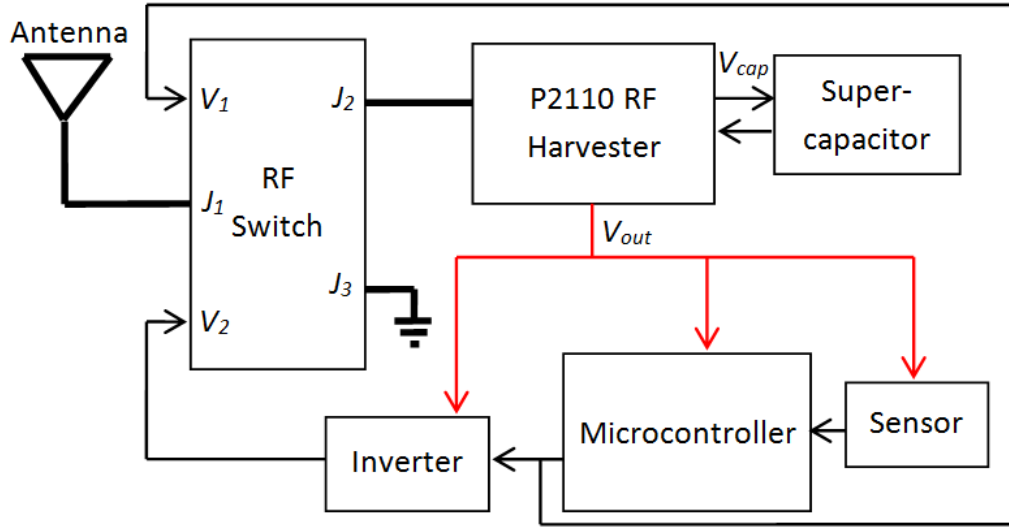 Antenna
V1
J2
P2110 RF
Harvester
Vcap
Super-
capacitor
J1
RF
Switch
Vout
J3
V2
Inverter
Microcontroller
Sensor